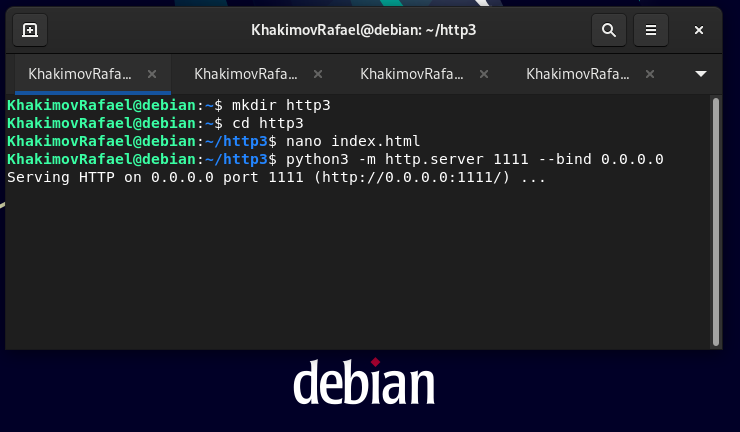 KhakimovRafael@debian: ~/http3
KhakimovRafa... KhakimovRafa... KhakimovRafa... KhakimovRafa...
KhakimovRafael@debian:~$ mkdir http3
KhakimovRafael@debian:~$ cd http3
KhakimovRafael@debian:~/http3$ nano index.html
KhakimovRafael@debian:~/http3$ python3 -m http.server 1111 --bind 0.0.0.0
Serving HTTP on 0.0.0.0 port 1111 (http://0.0.0.0:1111/) ...
debian